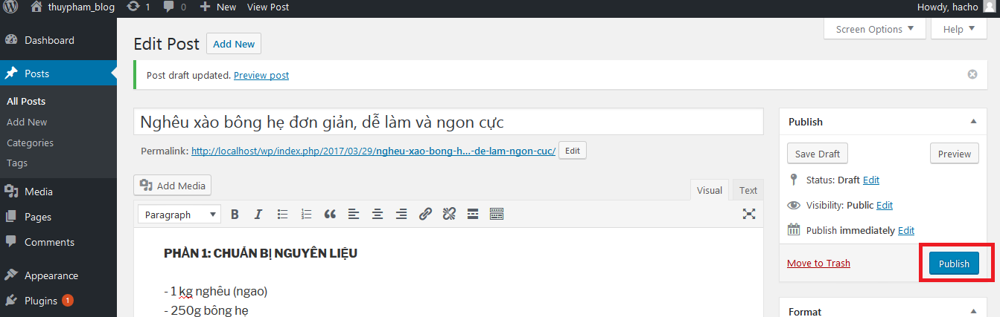 thuypham_blog 1 0 New View Post Howdy, hacho
Dashboard
Posts
All Posts
Add New
Categories
Tags
Media
Pages
Comments
Appearance
Plugins 1
Screen Options Help
Edit Post Add New
Post draft updated. Preview post
Nghêu xào bông hẹ đơn giản, dễ làm và ngon cực
Permalink: http://localhost/wp/index.php/2017/03/29/ngheu-xao-bong-h...-de-lam-ngon-cuc/ Edit
Add Media
Visual Text
Paragraph B I
PHẦN 1: CHUẨN BỊ NGUYÊN LIỆU
- 1 kg nghêu (ngao)
- 250g bông hẹ
Publish
Save Draft Preview
Status: Draft Edit
Visibility: Public Edit
Publish immediately Edit
Move to Trash Publish
Format